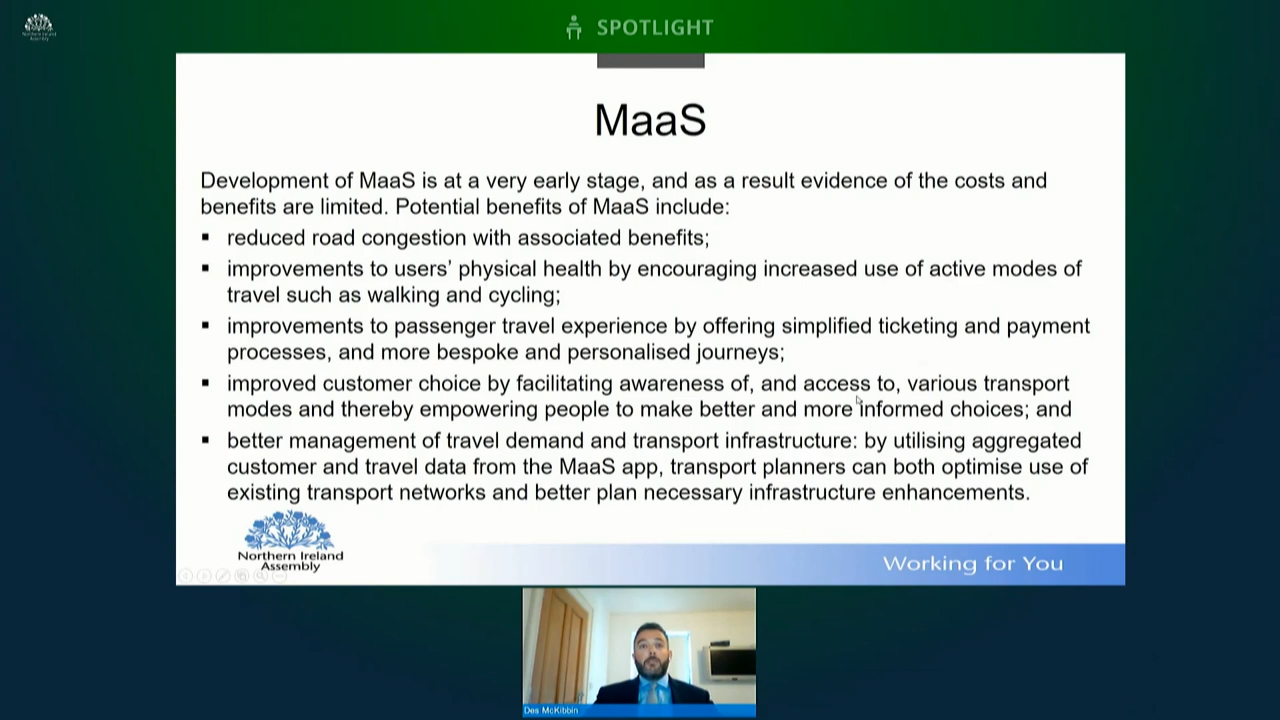 Northern Ireland
Assembly
SPOTLIGHT
MaaS
Development of MaaS is at a very early stage, and as a result evidence of the costs and
benefits are limited. Potential benefits of MaaS include:
▪ reduced road congestion with associated benefits;
▪ improvements to users’ physical health by encouraging increased use of active modes of
travel such as walking and cycling;
▪ improvements to passenger travel experience by offering simplified ticketing and payment
processes, and more bespoke and personalised journeys;
▪ improved customer choice by facilitating awareness of, and access to, various transport
modes and thereby empowering people to make better and more informed choices; and
▪ better management of travel demand and transport infrastructure: by utilising aggregated
customer and travel data from the MaaS app, transport planners can both optimise use of
existing transport networks and better plan necessary infrastructure enhancements.
Northern Ireland
Assembly
Working for You
Des McKibbin